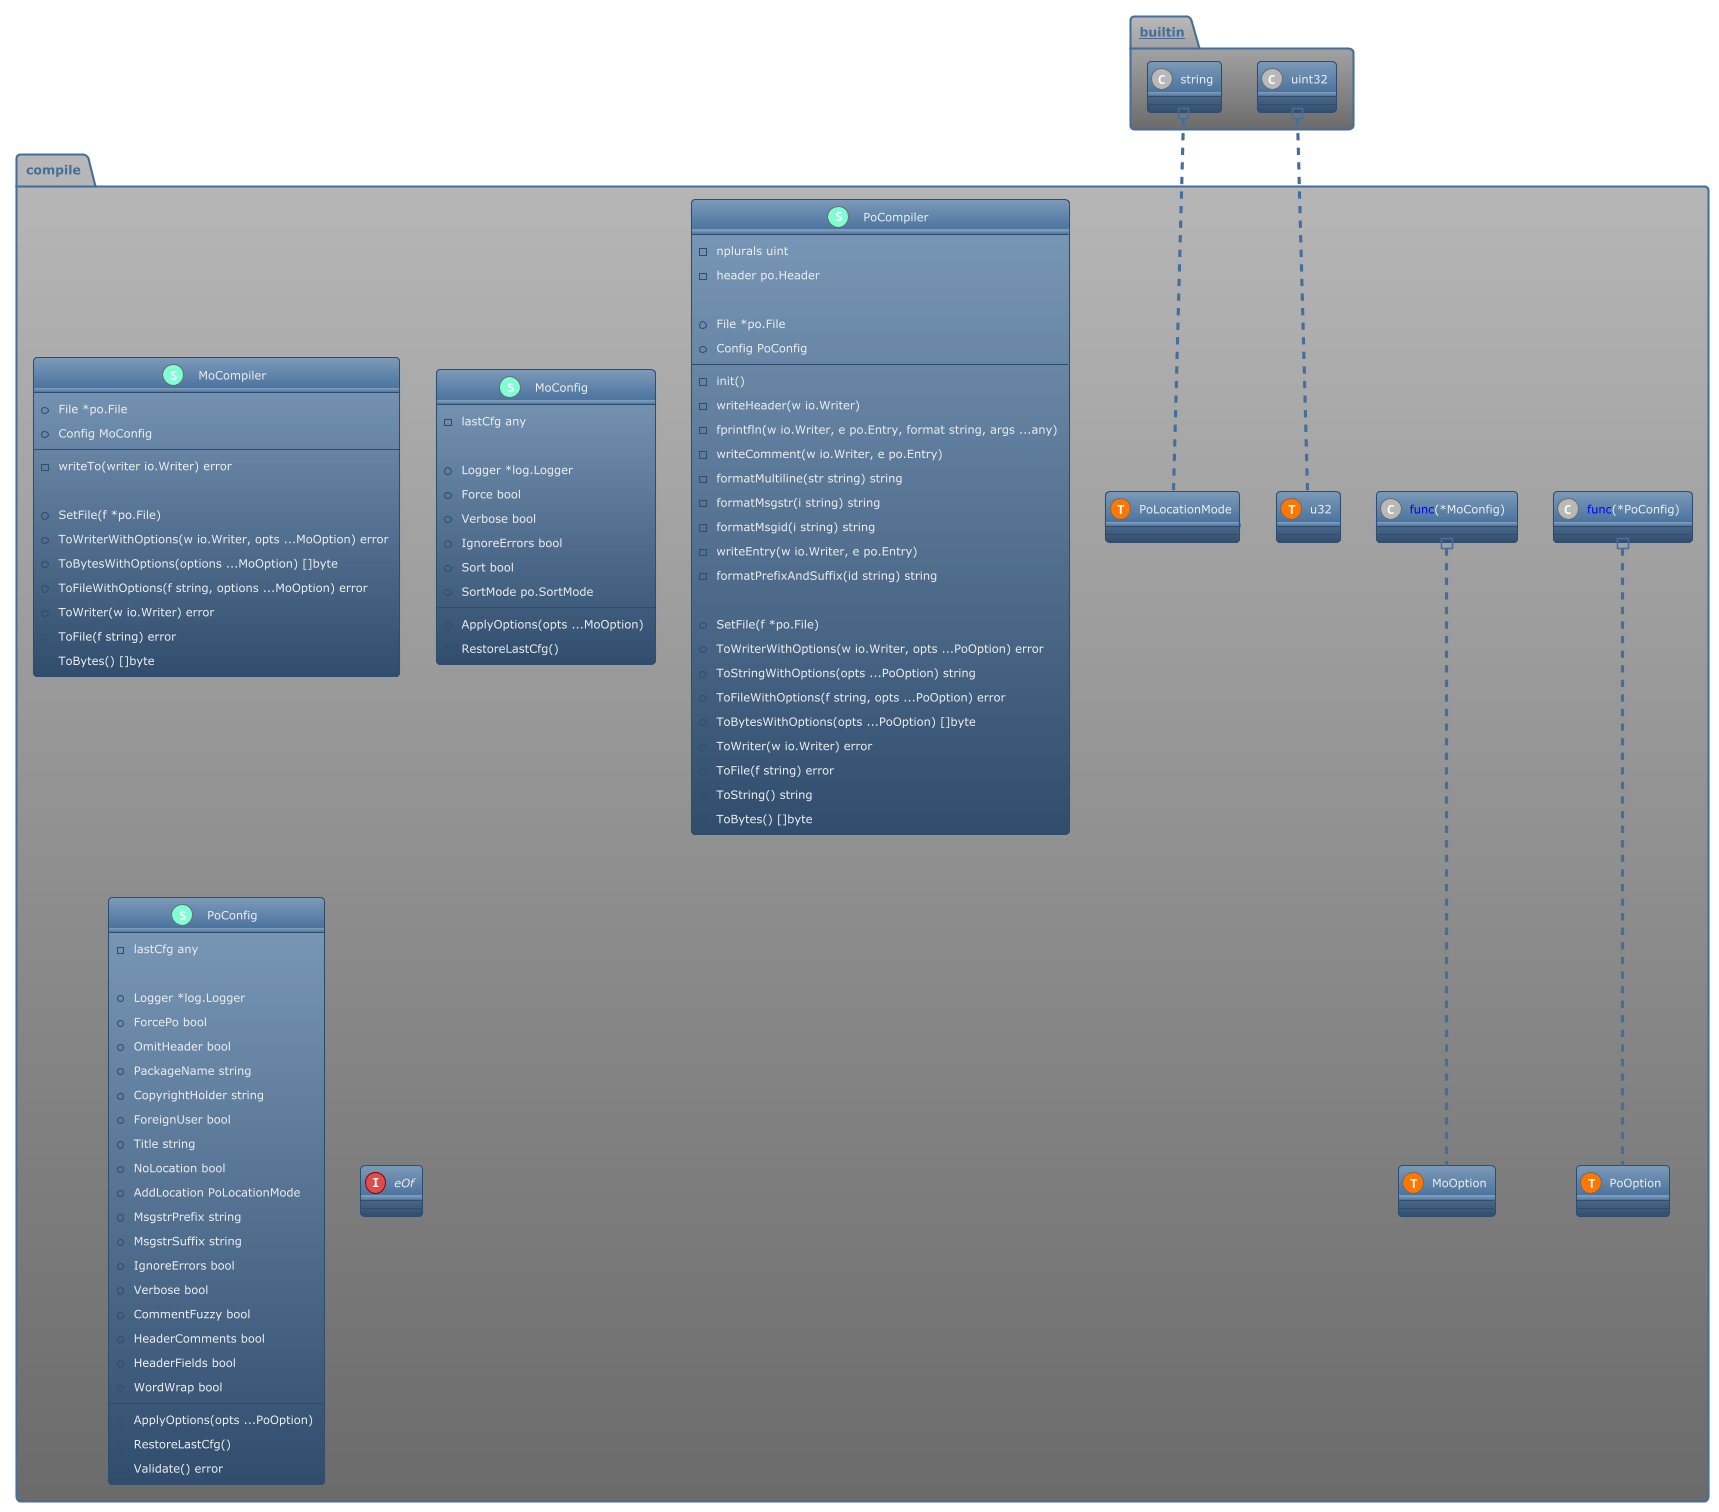 builtin
C string
C uint32
compile
S PoCompiler
nplurals uint
header po.Header
File *po.File
Config PoConfig
init()
writeHeader(w io.Writer)
fprintfln(w io.Writer, e po.Entry, format string, args ...any)
writeComment(w io.Writer, e po.Entry)
formatMultiline(str string) string
formatMsgstr(i string) string
formatMsgid(i string) string
writeEntry(w io.Writer, e po.Entry)
formatPrefixAndSuffix(id string) string
SetFile(f *po.File)
ToWriterWithOptions(w io.Writer, opts ...PoOption) error
ToStringWithOptions(opts ...PoOption) string
ToFileWithOptions(f string, opts ...PoOption) error
ToBytesWithOptions(opts ...PoOption) []byte
ToWriter(w io.Writer) error
ToFile(f string) error
ToString() string
ToBytes() []byte
S MoCompiler
File *po.File
Config MoConfig
writeTo(writer io.Writer) error
SetFile(f *po.File)
ToWriterWithOptions(w io.Writer, opts ...MoOption) error
ToBytesWithOptions(options ...MoOption) []byte
ToFileWithOptions(f string, options ...MoOption) error
ToWriter(w io.Writer) error
ToFile(f string) error
ToBytes() []byte
S MoConfig
lastCfg any
Logger *log.Logger
Force bool
Verbose bool
IgnoreErrors bool
Sort bool
SortMode po.SortMode
ApplyOptions(opts ...MoOption)
RestoreLastCfg()
T PoLocationMode
T u32
C func(*MoConfig)
C func(*PoConfig)
S PoConfig
lastCfg any
Logger *log.Logger
ForcePo bool
OmitHeader bool
PackageName string
CopyrightHolder string
ForeignUser bool
Title string
NoLocation bool
AddLocation PoLocationMode
MsgstrPrefix string
MsgstrSuffix string
IgnoreErrors bool
Verbose bool
CommentFuzzy bool
HeaderComments bool
HeaderFields bool
WordWrap bool
ApplyOptions(opts ...PoOption)
RestoreLastCfg()
Validate() error
I eOf
T MoOption
T PoOption